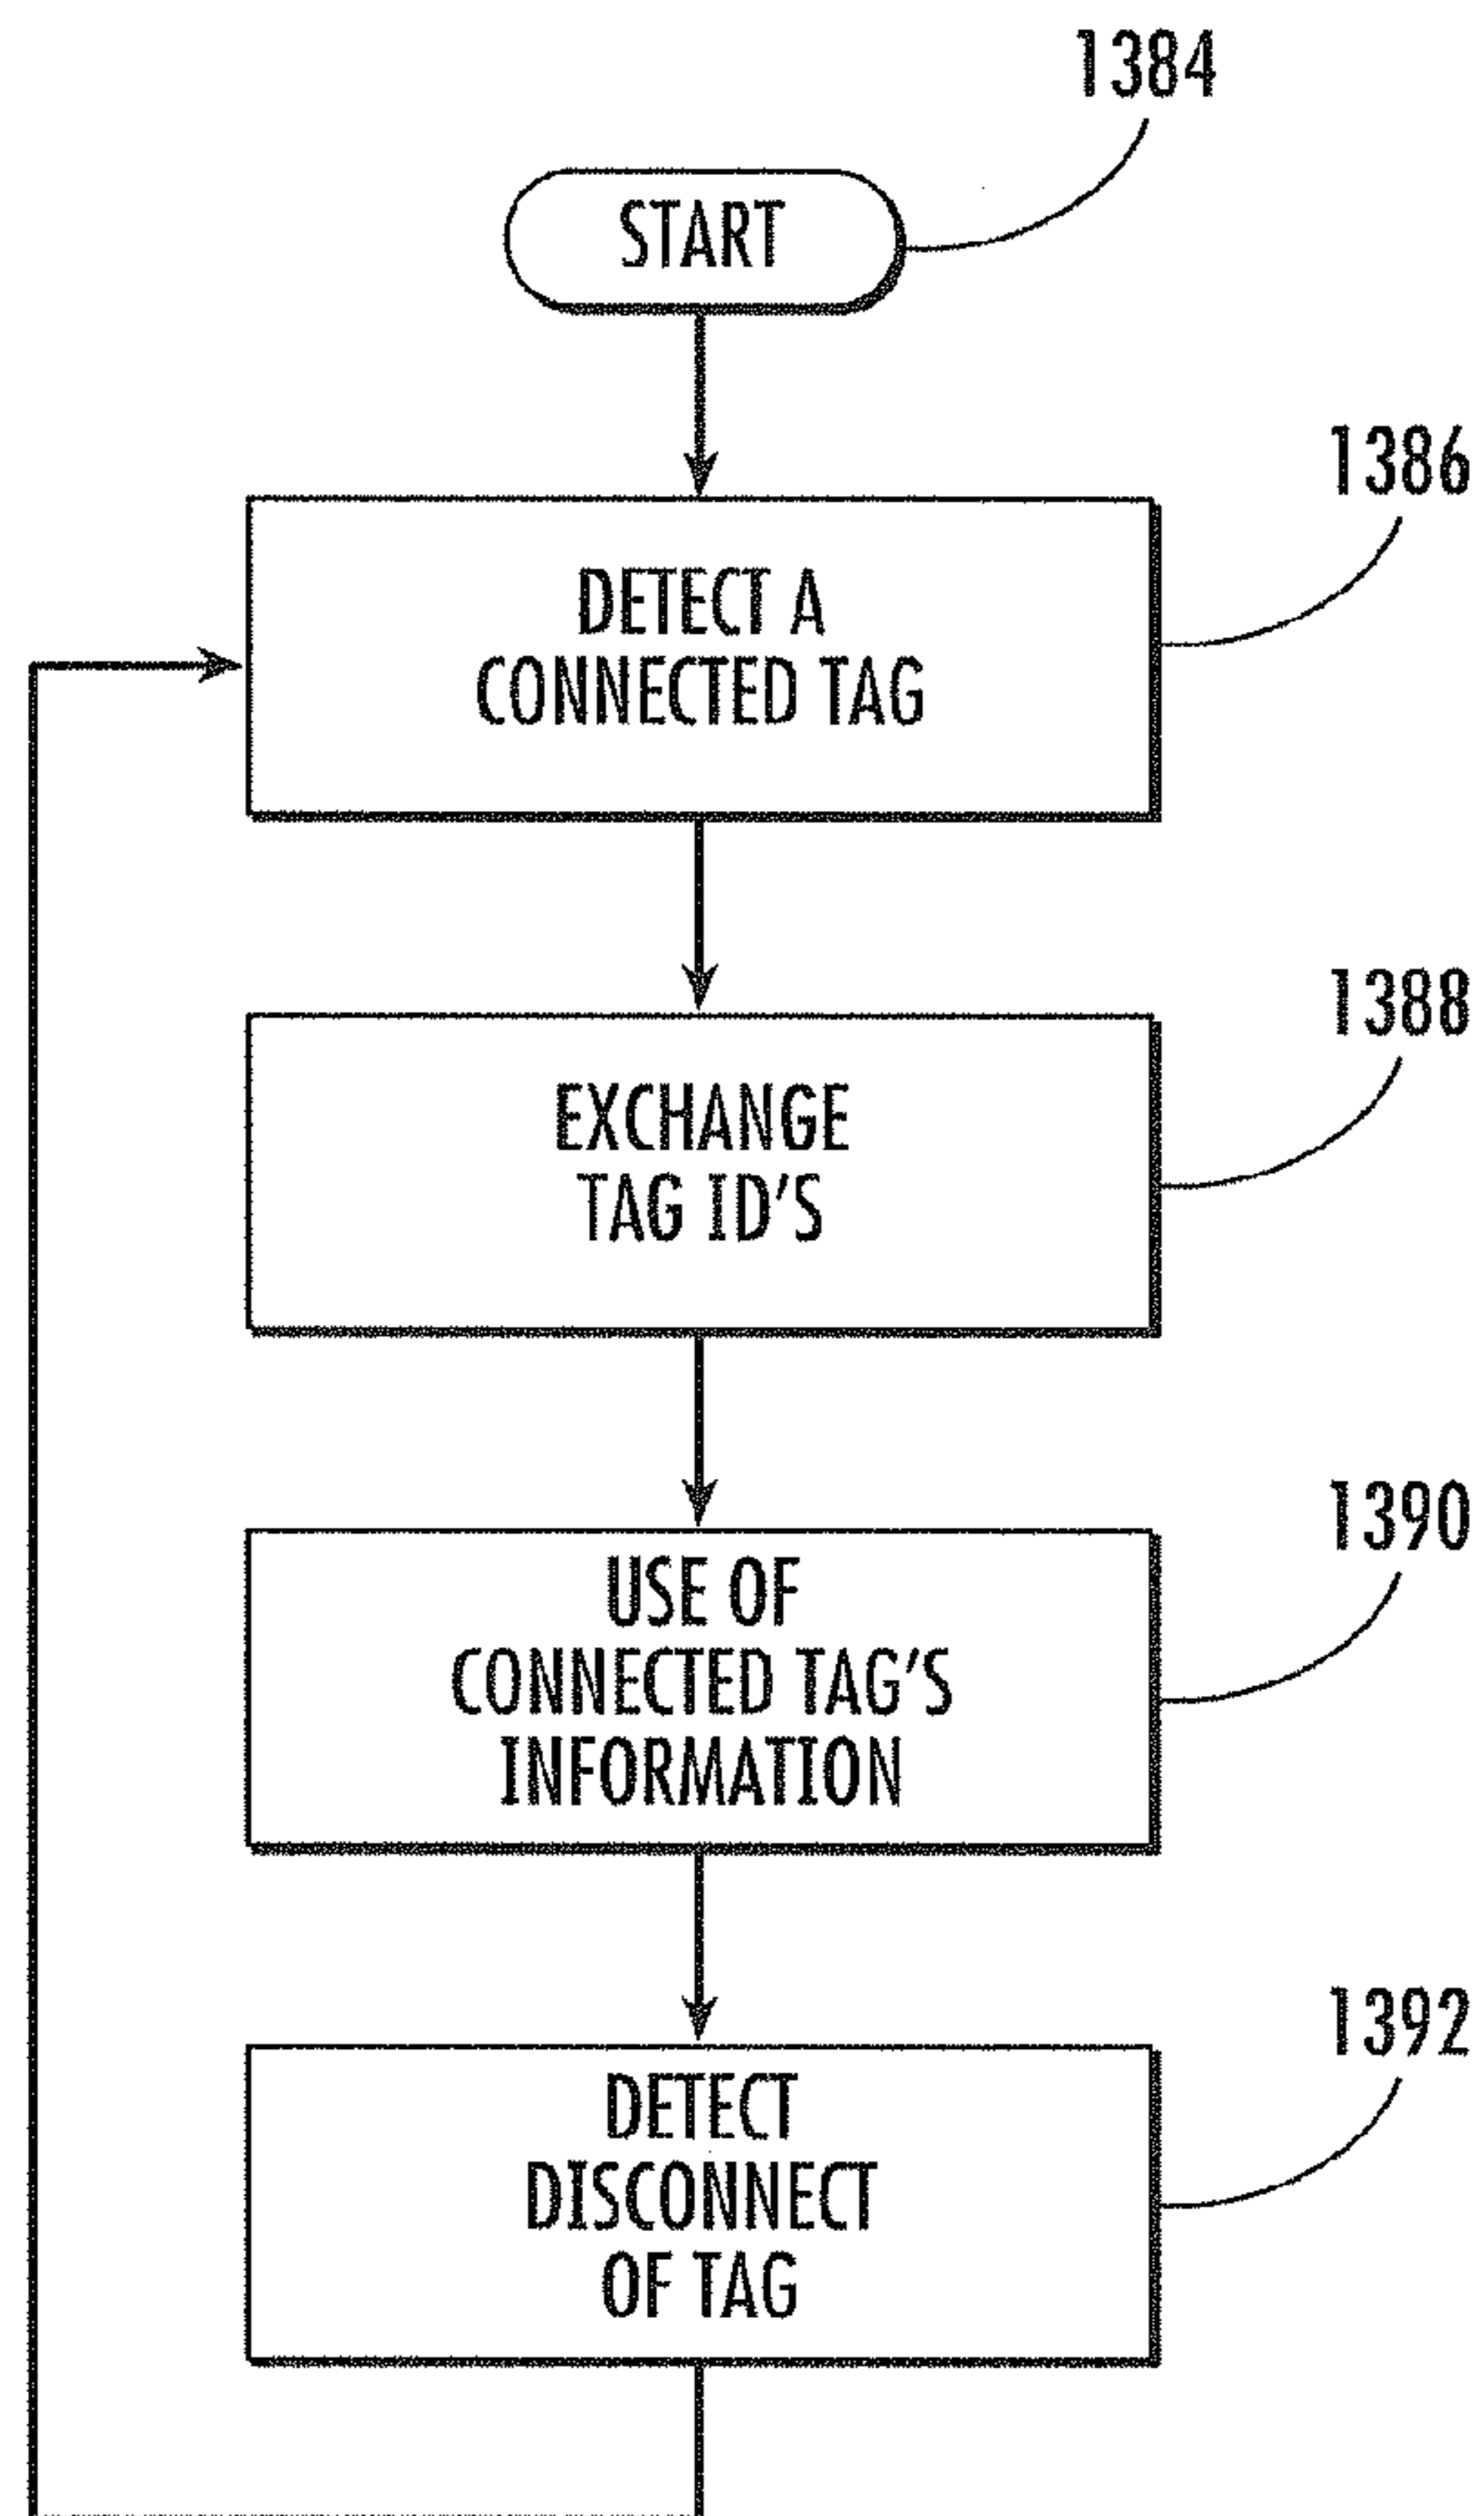 1384
START
1386
DETECT A
CONNECTED TAG
1388
EXCHANGE
TAG ID'S
1390
USE OF
CONNECTED TAG'S
INFORMATION
1392
DETECT
DISCONNECT
OF TAG